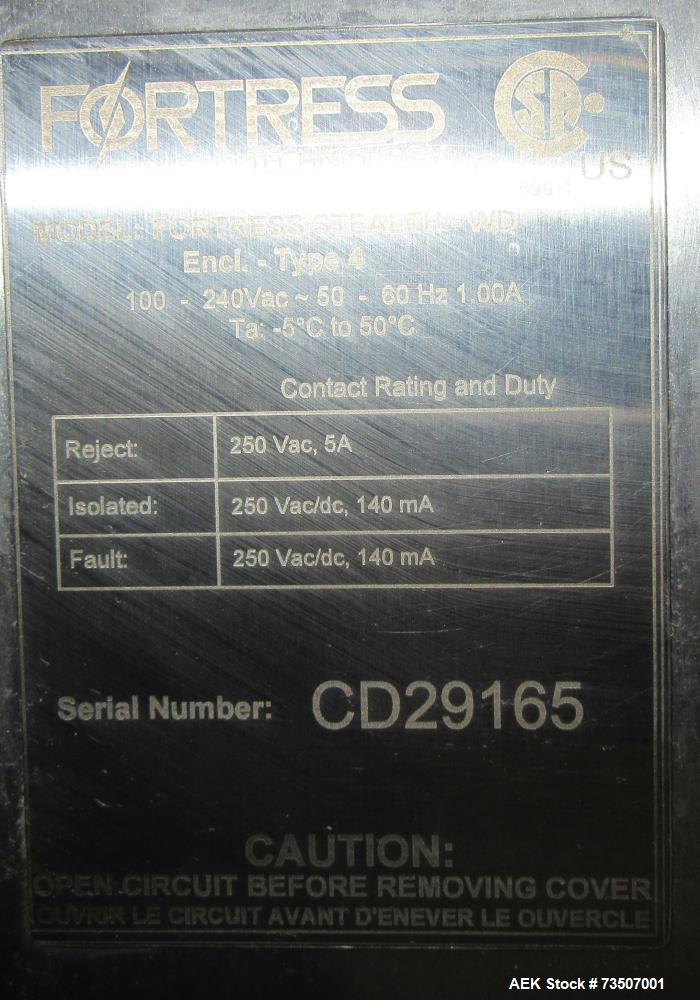 FORTRESS
TECHNOLOGY
CSA
US
MODEL: FORTRESS STEALTH - WD
Encl. - Type 4
100 - 240Vac ~ 50 - 60 Hz 1.00A
Ta: -5°C to 50°C
Contact Rating and Duty
Reject: 250 Vac, 5A
Isolated: 250 Vac/dc, 140 mA
Fault: 250 Vac/dc, 140 mA
Serial Number: CD29165
CAUTION:
OPEN CIRCUIT BEFORE REMOVING COVER
OUVRIR LE CIRCUIT AVANT D'ENEVER LE OUVERCLE
AEK Stock # 73507001